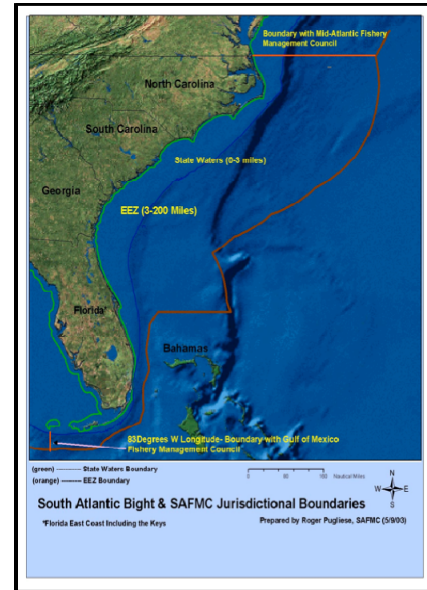 Boundary with Mid-Atlantic Fishery
Management Council
North Carolina
South Carolina
State Waters (0-3 miles)
Georgia
EEZ (3-200 Miles)
Florida*
Bahamas
83Degrees W Longitude- Boundary with Gulf of Mexico
Fishery Management Council
(green) ——— State Waters Boundary
(orange) ——— EEZ Boundary
0
Nautical Miles
N
W E
S
South Atlantic Bight & SAFMC Jurisdictional Boundaries
*Florida East Coast Including the Keys
Prepared by Roger Pugliese, SAFMC (5/9/03)